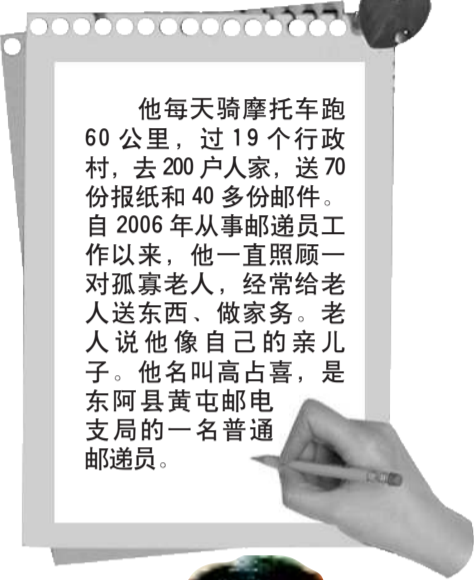 他每天骑摩托车跑
60 公里，过 19 个行政
村，去 200 户人家，送 70
份报纸和 40 多份邮件。
自 2006 年从事邮递员工
作以来，他一直照顾一
对孤寡老人，经常给老
人送东西、做家务。老
人说他像自己的亲儿
子。他名叫高占喜，是
东阿县黄屯邮电
支局的一名普通
邮递员。